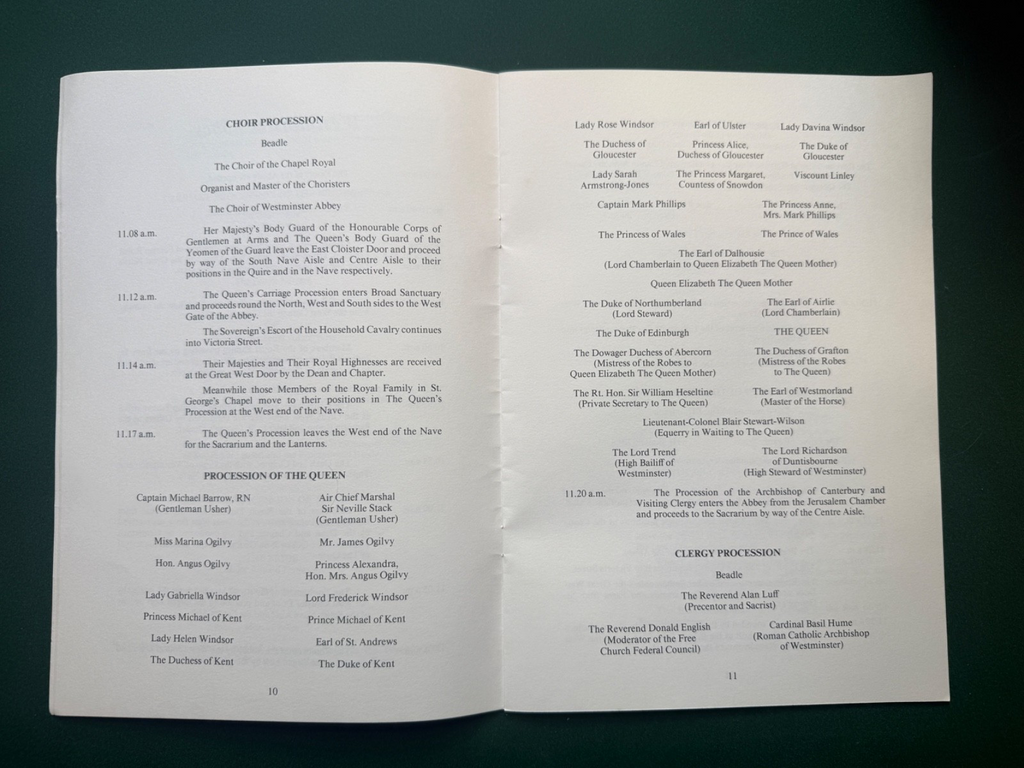 CHOIR PROCESSION
Beadle
The Choir of the Chapel Royal
Organist and Master of the Choristers
The Choir of Westminster Abbey
11.08 a.m. Her Majesty's Body Guard of the Honourable Corps of
Gentlemen at Arms and The Queen's Body Guard of the
Yeomen of the Guard leave the East Cloister Door and proceed
by way of the South Nave Aisle and Centre Aisle to their
positions in the Quire and in the Nave respectively.
11.12 a.m. The Queen's Carriage Procession enters Broad Sanctuary
and proceeds round the North, West and South sides to the West
Gate of the Abbey.
The Sovereign's Escort of the Household Cavalry continues
into Victoria Street.
11.14 a.m. Their Majesties and Their Royal Highnesses are received
at the Great West Door by the Dean and Chapter.
Meanwhile those Members of the Royal Family in St.
George's Chapel move to their positions in The Queen's
Procession at the West end of the Nave.
11.17 a.m. The Queen's Procession leaves the West end of the Nave
for the Sacrarium and the Lanterns.
PROCESSION OF THE QUEEN
Captain Michael Barrow, RN
(Gentleman Usher)
Air Chief Marshal
Sir Neville Stack
(Gentleman Usher)
Miss Marina Ogilvy Mr. James Ogilvy
Hon. Angus Ogilvy
Princess Alexandra,
Hon. Mrs. Angus Ogilvy
Lady Gabriella Windsor Lord Frederick Windsor
Princess Michael of Kent Prince Michael of Kent
Lady Helen Windsor Earl of St. Andrews
The Duchess of Kent The Duke of Kent
10
Lady Rose Windsor Earl of Ulster Lady Davina Windsor
The Duchess of
Gloucester
Princess Alice,
Duchess of Gloucester
The Duke of
Gloucester
Lady Sarah
Armstrong-Jones
The Princess Margaret,
Countess of Snowdon
Viscount Linley
Captain Mark Phillips
The Princess Anne,
Mrs. Mark Phillips
The Princess of Wales The Prince of Wales
The Earl of Dalhousie
(Lord Chamberlain to Queen Elizabeth The Queen Mother)
Queen Elizabeth The Queen Mother
The Duke of Northumberland
(Lord Steward)
The Earl of Airlie
(Lord Chamberlain)
The Duke of Edinburgh THE QUEEN
The Dowager Duchess of Abercorn
(Mistress of the Robes to
Queen Elizabeth The Queen Mother)
The Duchess of Grafton
(Mistress of the Robes
to The Queen)
The Rt. Hon. Sir William Heseltine
(Private Secretary to The Queen)
The Earl of Westmorland
(Master of the Horse)
Lieutenant-Colonel Blair Stewart-Wilson
(Equerry in Waiting to The Queen)
The Lord Trend
(High Bailiff of
Westminster)
The Lord Richardson
of Duntisbourne
(High Steward of Westminster)
11.20 a.m. The Procession of the Archbishop of Canterbury and
Visiting Clergy enters the Abbey from the Jerusalem Chamber
and proceeds to the Sacrarium by way of the Centre Aisle.
CLERGY PROCESSION
Beadle
The Reverend Alan Luff
(Precentor and Sacrist)
The Reverend Donald English
(Moderator of the Free
Church Federal Council)
Cardinal Basil Hume
(Roman Catholic Archbishop
of Westminster)
11